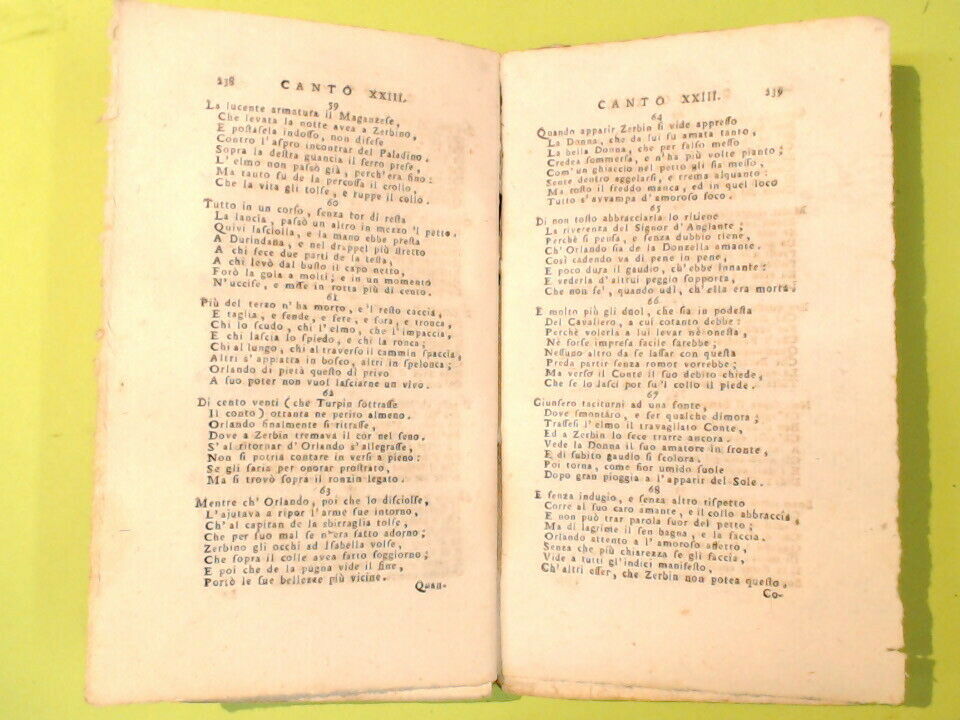 238 CANTO XXIII.
59
La lucente armatura il Maganzese,
Che levata la notte avea a Zerbino,
E postasela indosso, non difese
Contro l'aspro incontrar del Paladino.
Sopra la destra guancia il ferro prese,
L'elmo non passò già, perch'era fino:
Ma tanto fu de la percossa il crollo,
Che la vita gli tolse, e ruppe il collo.
60
Tutto in un corso, senza tor di resta
La lancia, passò un altro in mezzo 'l petto.
Quivi lasciolla, e la mano ebbe presta
A Durindana, e nel drappel più stretto
A chi fece due parti de la testa,
A chi levò dal busto il capo netto,
Forò la gola a molti; e in un momento
N'uccise, e mise in rotta più di cento.
61
Più del terzo n'ha morto, e 'l resto caccia,
E taglia, e fende, e fere, e fora, e tronca,
Chi lo scudo, chi l'elmo, che l'impaccia,
E chi lascia lo spiedo, e chi la ronca;
Chi al lungo, chi al traverso il cammin spaccia,
Altri s'appiatta in bosco, altri in spelonca;
Orlando di pietà questo dì privo
A suo poter non vuol lasciarne un vivo.
62
Di cento venti (che Turpin sottrasse
Il conto) ottanta ne periro almeno.
Orlando finalmente si ritrasse,
Dove a Zerbin tremava il cor nel seno.
S'al ritornar d'Orlando s'allegrasse,
Non si potria contare in versi a pieno:
Se gli saria per onorar prostrato,
Ma si trovò sopra il ronzin legato.
63
Mentre ch'Orlando, poi che lo disciolse,
L'ajutava a ripor l'arme sue intorno,
Ch'al capitan de la sbirraglia tolse,
Che per suo mal se n'era fatto adorno;
Zerbino gli occhi ad Isabella volse,
Che sopra il colle avea fatto soggiorno;
E poi che de la pugna vide il fine,
Portò le sue bellezze più vicine.
Quan-
CANTO XXIII. 239
64
Quando apparir Zerbin si vide appresso
La Donna, che da lui fu amata tanto,
La bella Donna, che per falso messo
Credea sommersa, e n'ha più volte pianto;
Com'un ghiaccio nel petto gli sia messo,
Sente dentro aggelarsi, e trema alquanto:
Ma tosto il freddo manca, ed in quel loco
Tutto s'avvampa d'amoroso foco.
65
Di non tosto abbracciarla lo ritiene
La riverenza del Signor d'Anglante;
Perchè si pensa, e senza dubbio tiene,
Ch'Orlando sia de la Donzella amante.
Così cadendo va di pene in pene,
E poco dura il gaudio, ch'ebbe innante:
E vederla d'altrui peggio sopporta,
Che non fe', quando udì, ch'ella era morta.
66
E molto più gli duol, che sia in podestà
Del Cavaliero, a cui cotanto debbe:
Perchè volerla a lui levar nè onesta,
Nè forse impresa facile sarebbe;
Nessuno altro da se lassar con questa
Preda partir senza romor vorrebbe;
Ma verso il Conte il suo debito chiede,
Che se lo lasci por su'l collo il piede.
67
Giunsero taciturni ad una fonte,
Dove smontáro, e fer qualche dimora;
Trassesi l'elmo il travagliato Conte,
Ed a Zerbin lo fece trarre ancora.
Vede la Donna il suo amatore in fronte,
E di subito gaudio si scolora.
Poi torna, come fior umido suole
Dopo gran pioggia a l'apparir del Sole.
68
E senza indugio, e senza altro rispetto
Corre al suo caro amante, e il collo abbraccia,
E non può trar parola fuor del petto;
Ma di lagrime il sen bagna, e la faccia.
Orlando attento a l'amoroso affetto,
Senza che più chiarezza se gli faccia,
Vide a tutti gl'indici manifesto,
Ch'altri esser, che Zerbin non potea questo,
Co-